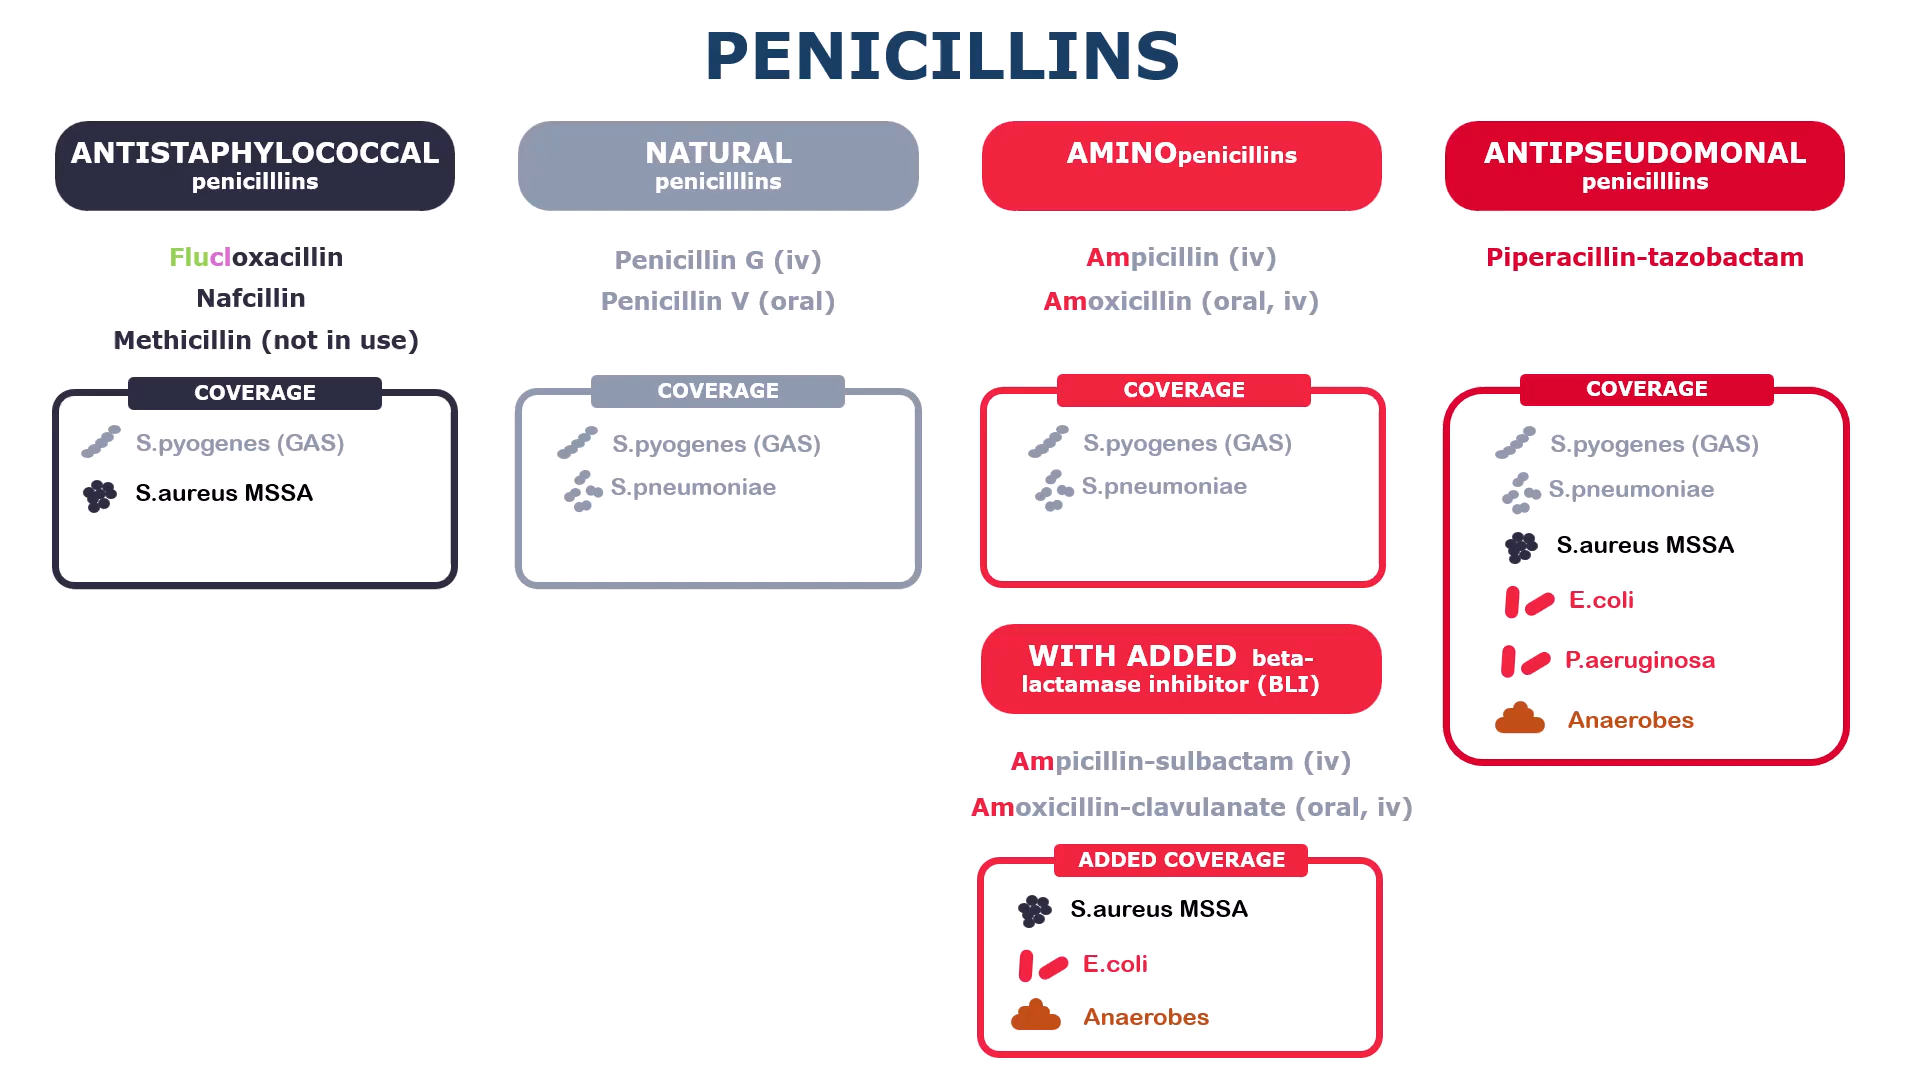 PENICILLINS
ANTISTAPHYLOCOCCAL
penicilllins
Flucloxacillin
Nafcillin
Methicillin (not in use)
COVERAGE
S.pyogenes (GAS)
S.aureus MSSA
NATURAL
penicilllins
Penicillin G (iv)
Penicillin V (oral)
COVERAGE
S.pyogenes (GAS)
S.pneumoniae
AMINOpenicillins
Ampicillin (iv)
Amoxicillin (oral, iv)
COVERAGE
S.pyogenes (GAS)
S.pneumoniae
WITH ADDED beta-
lactamase inhibitor (BLI)
Ampicillin-sulbactam (iv)
Amoxicillin-clavulanate (oral, iv)
ADDED COVERAGE
S.aureus MSSA
E.coli
Anaerobes
ANTIPSEUDOMONAL
penicilllins
Piperacillin-tazobactam
COVERAGE
S.pyogenes (GAS)
S.pneumoniae
S.aureus MSSA
E.coli
P.aeruginosa
Anaerobes